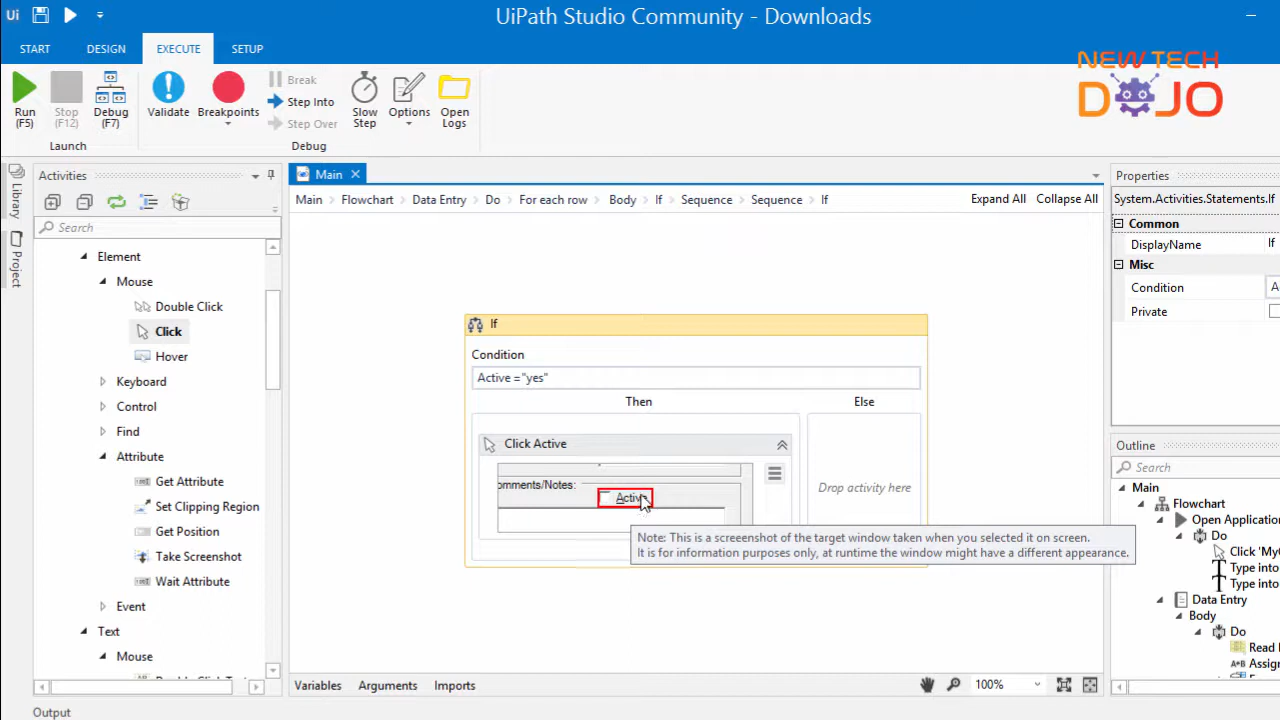 Ui
UiPath Studio Community - Downloads
START DESIGN EXECUTE SETUP
NEW TECH
DOJO
Run
(F5)
Stop
(F12)
Debug
(F7)
Launch
Validate
Breakpoints
Break
Step Into
Step Over
Slow
Step
Options
Open
Logs
Debug
Library
Project
Activities
Search
Element
Mouse
Double Click
Click
Hover
Keyboard
Control
Find
Attribute
Get Attribute
Set Clipping Region
Get Position
Take Screenshot
Wait Attribute
Event
Text
Mouse
Main
Main Flowchart Data Entry Do For each row Body If Sequence Sequence If
Expand All Collapse All
If
Condition
Active ="yes"
Then
Else
Click Active
omments/Notes:
Active
Drop activity here
Note: This is a screeenshot of the target window taken when you selected it on screen.
It is for information purposes only, at runtime the window might have a different appearance.
Variables Arguments Imports
100%
Properties
System.Activities.Statements.If
Common
DisplayName If
Misc
Condition A
Private
Outline
Search
Main
Flowchart
Open Applicatio
Do
Click 'My
Type into
Type into
Data Entry
Body
Do
Read
Assig
Output